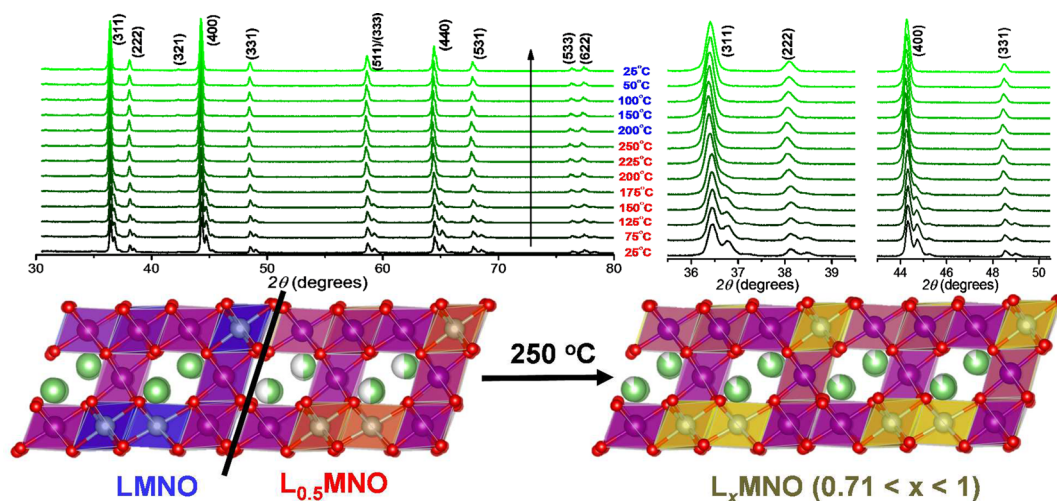 (311)
(222)
(321)
(400)
(331)
(511)/(333)
(440)
(531)
(533)
(622)
(311)
(222)
(400)
(331)
25°C
50°C
100°C
150°C
200°C
250°C
225°C
200°C
175°C
150°C
125°C
75°C
25°C
30 40 50 60 70 80
2θ (degrees)
36 37 38 39
44 46 48 50
2θ (degrees)
250 °C
LMNO
L0.5MNO
LxMNO (0.71 < x < 1)